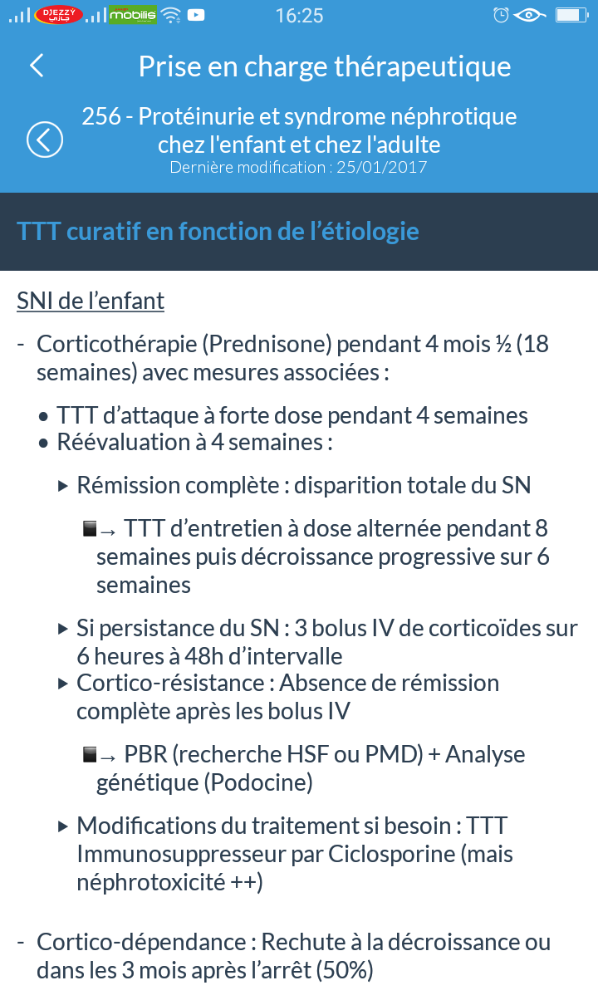 DJEZZY
جازي
mobilis
16:25
Prise en charge thérapeutique
256 - Protéinurie et syndrome néphrotique
chez l'enfant et chez l'adulte
Dernière modification : 25/01/2017
TTT curatif en fonction de l’étiologie
SNI de l’enfant
- Corticothérapie (Prednisone) pendant 4 mois ½ (18
semaines) avec mesures associées :
• TTT d’attaque à forte dose pendant 4 semaines
• Réévaluation à 4 semaines :
▸ Rémission complète : disparition totale du SN
→ TTT d’entretien à dose alternée pendant 8
semaines puis décroissance progressive sur 6
semaines
▸ Si persistance du SN : 3 bolus IV de corticoïdes sur
6 heures à 48h d’intervalle
▸ Cortico-résistance : Absence de rémission
complète après les bolus IV
→ PBR (recherche HSF ou PMD) + Analyse
génétique (Podocine)
▸ Modifications du traitement si besoin : TTT
Immunosuppresseur par Ciclosporine (mais
néphrotoxicité ++)
- Cortico-dépendance : Rechute à la décroissance ou
dans les 3 mois après l’arrêt (50%)